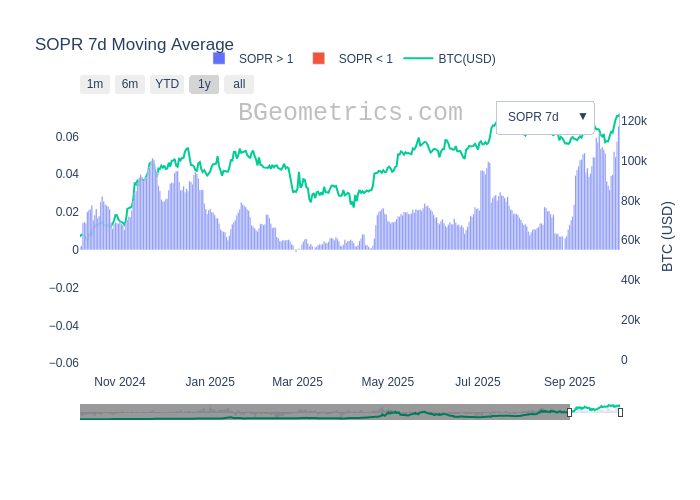 SOPR 7d Moving Average
SOPR > 1
SOPR < 1
BTC(USD)
1m
6m
YTD
1y
all
BGeometrics.com
SOPR 7d ▼
0.06
0.04
0.02
0
−0.02
−0.04
−0.06
120k
100k
80k
60k
40k
20k
0
BTC (USD)
Nov 2024
Jan 2025
Mar 2025
May 2025
Jul 2025
Sep 2025